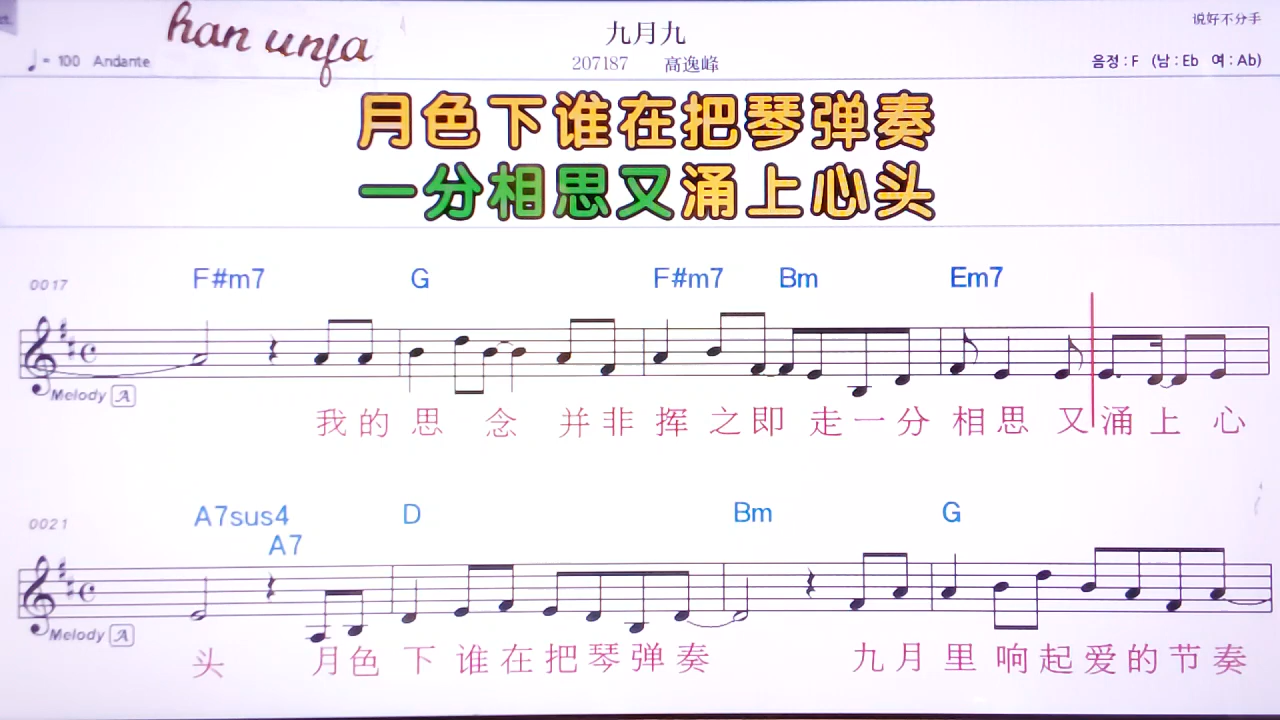 han unfa
九月九
说好不分手
♩= 100 Andante
207187 高逸峰
음정 : F (남 : Eb 여 : Ab)
月色下谁在把琴弹奏
一分相思又涌上心头
0017 F#m7 G F#m7 Bm Em7
Melody A
我的思念并非挥之即走一分相思又涌上心
0021 A7sus4 A7 D Bm G
Melody A
头 月色下谁在把琴弹奏 九月里响起爱的节奏